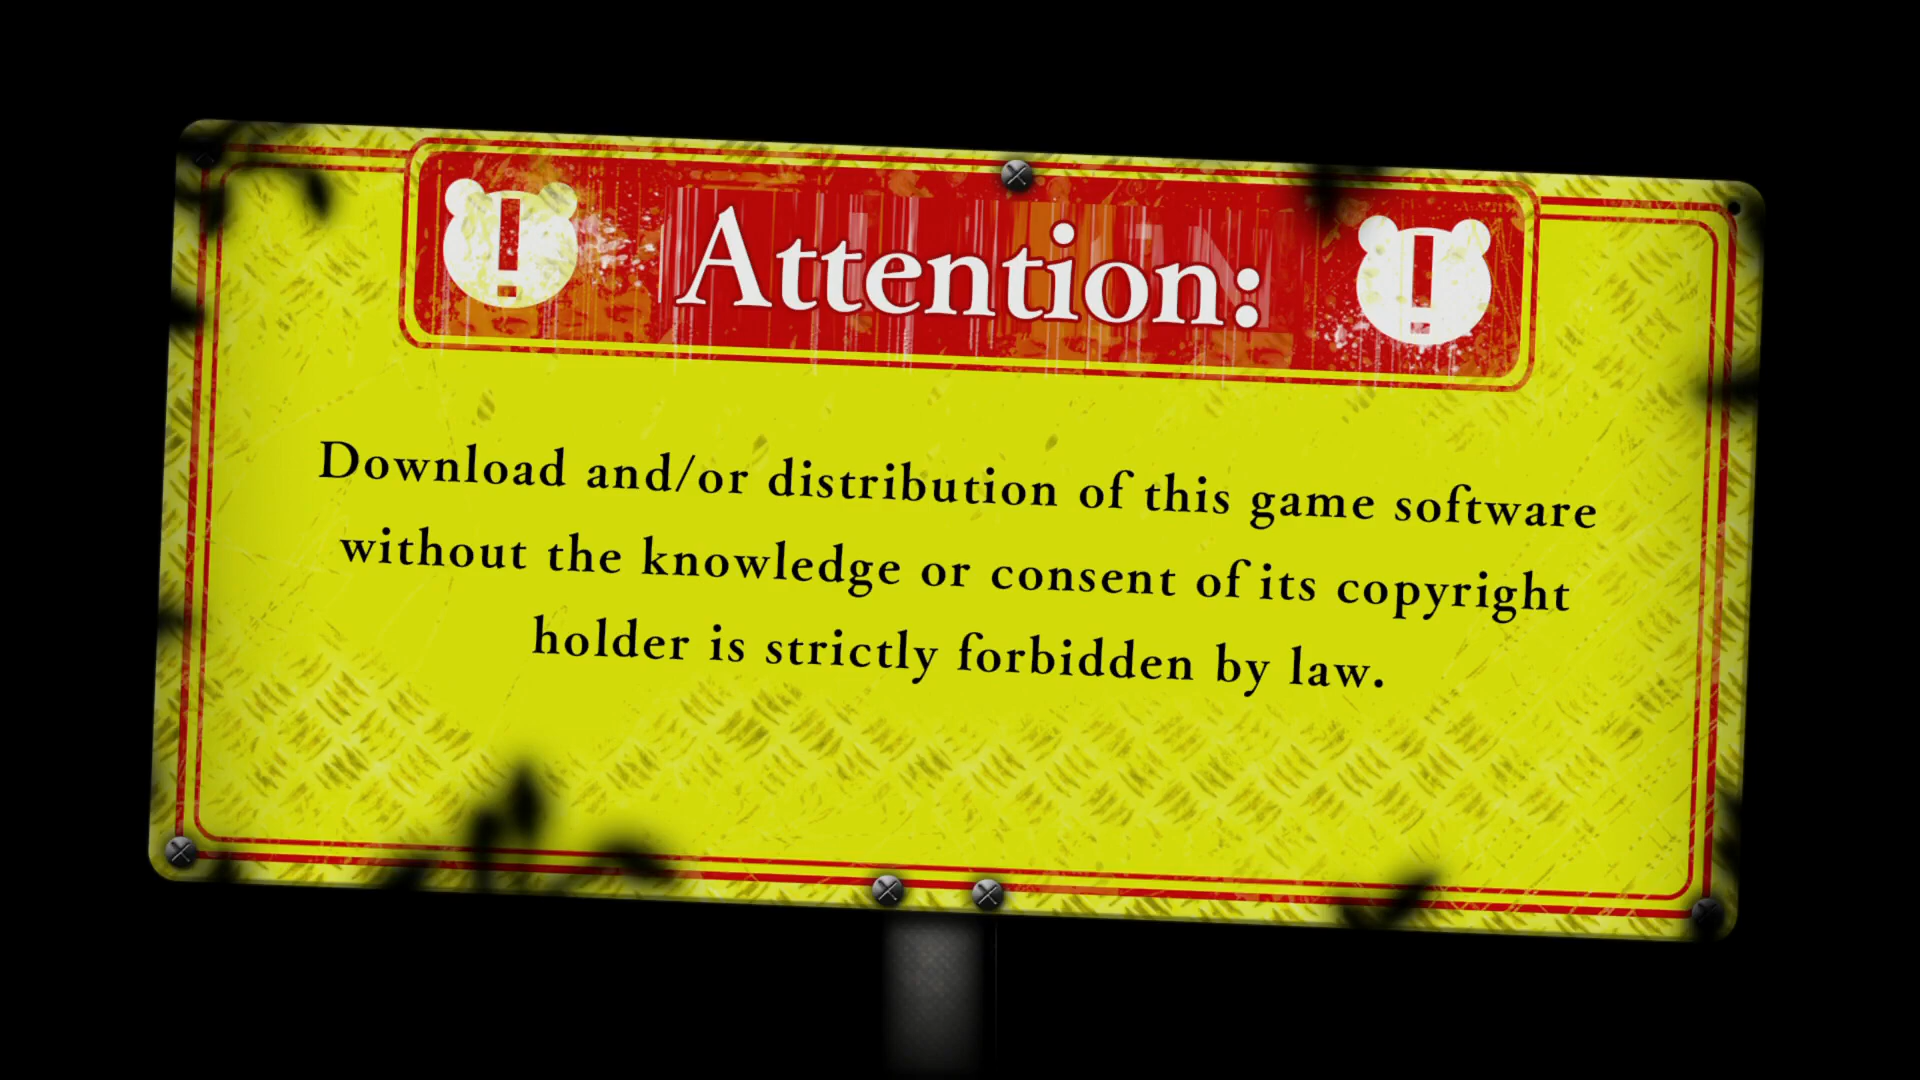 Attention:
Download and/or distribution of this game software
without the knowledge or consent of its copyright
holder is strictly forbidden by law.